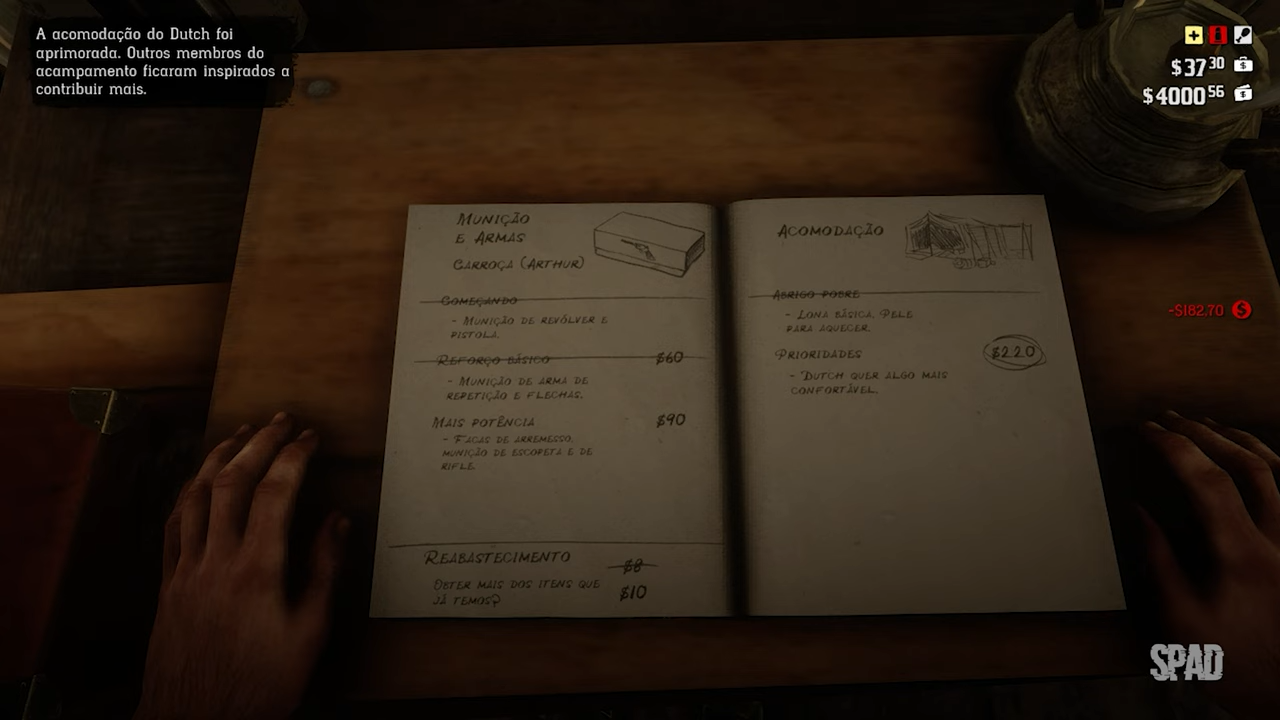 A acomodação do Dutch foi
aprimorada. Outros membros do
acampamento ficaram inspirados a
contribuir mais.
$37 30
$4000 56
-$182,70
MUNIÇÃO
E ARMAS
CARROÇA (ARTHUR)
COMEÇANDO
- MUNIÇÃO DE REVÓLVER E
PISTOLA.
REFORÇO BÁSICO $60
- MUNIÇÃO DE ARMA DE
REPETIÇÃO E FLECHAS.
MAIS POTÊNCIA $90
- FACAS DE ARREMESSO,
MUNIÇÃO DE ESCOPETA E DE
RIFLE.
REABASTECIMENTO $8
OBTER MAIS DOS ITENS QUE
JÁ TEMOS? $10
ACOMODAÇÃO
ABRIGO POBRE
- LONA BÁSICA, PELE
PARA AQUECER.
PRIORIDADES $220
- DUTCH QUER ALGO MAIS
CONFORTÁVEL.
SPAD